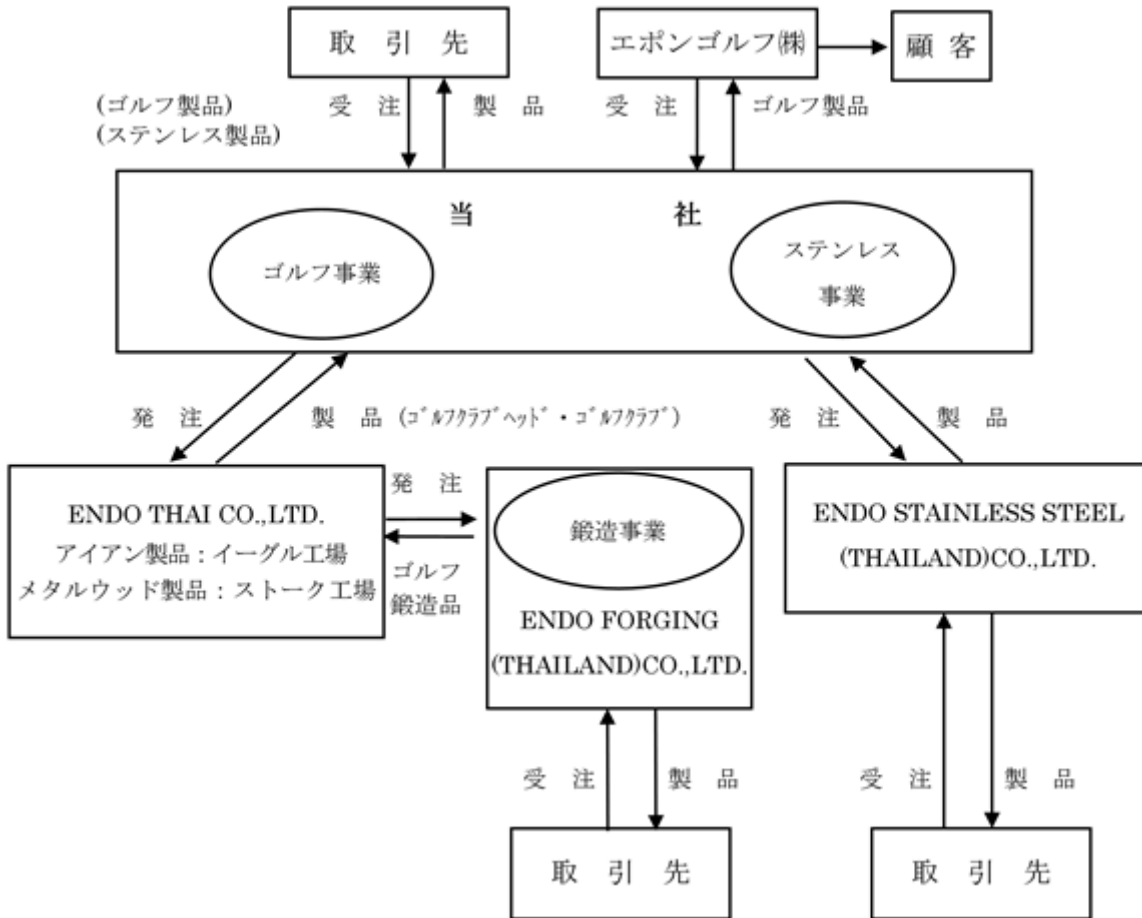 取 引 先
エポンゴルフ㈱
顧 客
(ゴルフ製品)
(ステンレス製品)
受 注
製 品
受 注
ゴルフ製品
当 社
ゴルフ事業
ステンレス
事業
発 注
製 品 (ｺﾞﾙﾌｸﾗﾌﾞﾍｯﾄﾞ・ｺﾞﾙﾌｸﾗﾌﾞ)
発 注
製 品
ENDO THAI CO.,LTD.
アイアン製品：イーグル工場
メタルウッド製品：ストーク工場
発 注
ゴルフ
鍛造品
鍛造事業
ENDO FORGING
(THAILAND)CO.,LTD.
ENDO STAINLESS STEEL
(THAILAND)CO.,LTD.
受 注
製 品
受 注
製 品
取 引 先
取 引 先